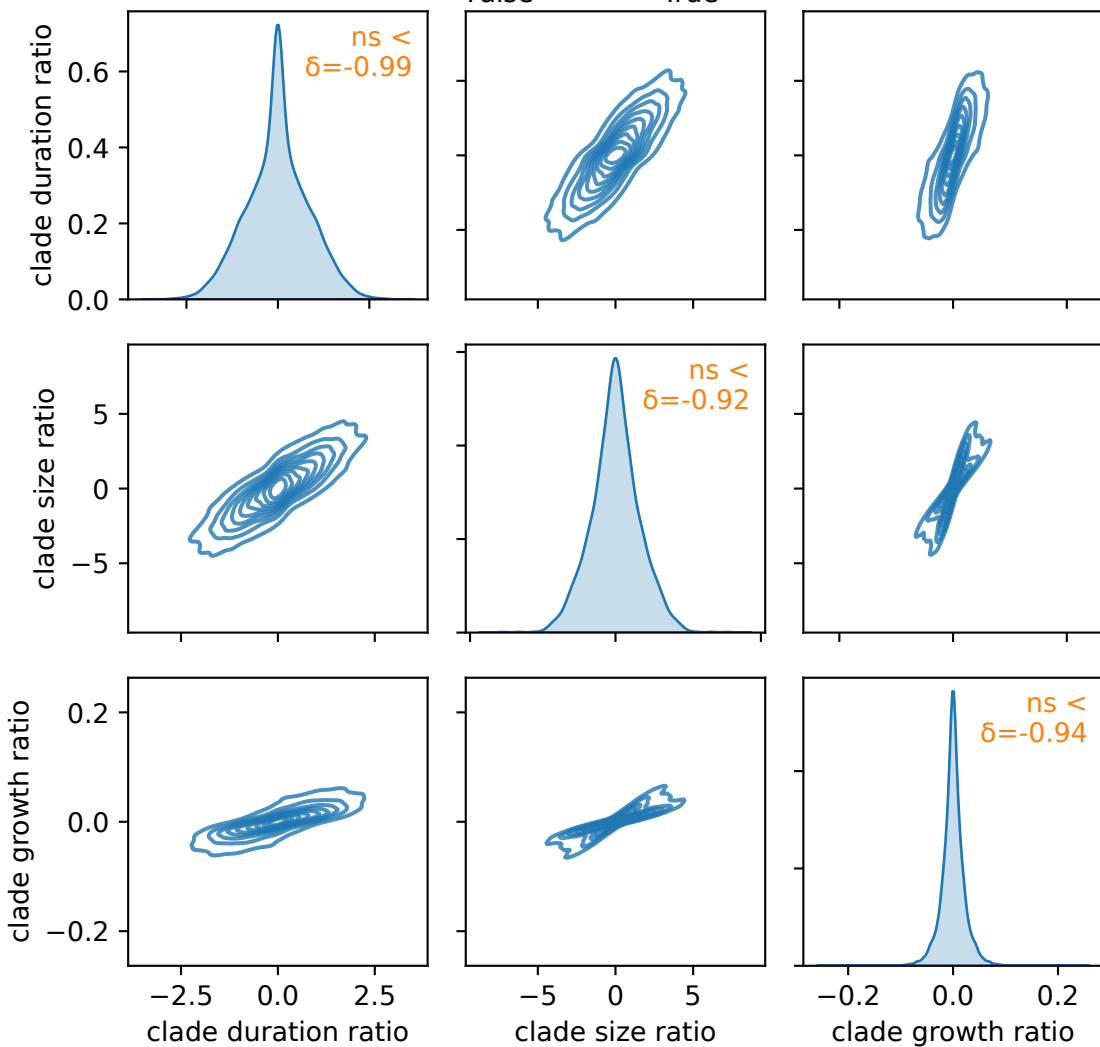 clade duration ratio
0.6
0.4
0.2
0.0
ns <
δ=-0.99
clade size ratio
5
0
−5
ns <
δ=-0.92
clade growth ratio
0.2
0.0
−0.2
ns <
δ=-0.94
−2.5 0.0 2.5
−5 0 5
−0.2 0.0 0.2
clade duration ratio
clade size ratio
clade growth ratio